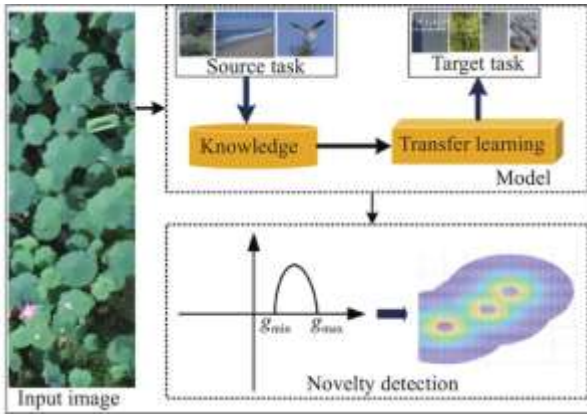 Source task
Target task
Knowledge
Transfer learning
Model
gmin
gmax
Input image
Novelty detection